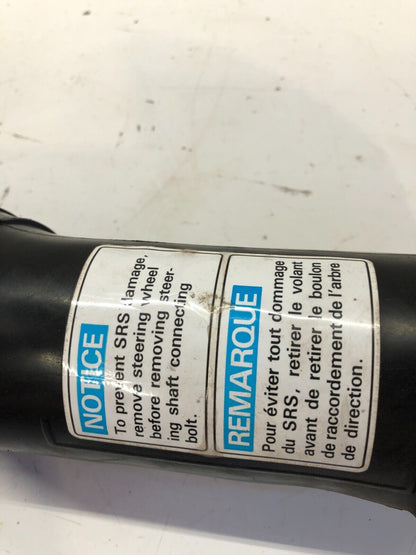 NOTICE
To prevent SRS damage,
remove steering wheel
before removing steer-
ing shaft connecting
bolt.
REMARQUE
Pour éviter tout dommage
du SRS, retirer le volant
avant de retirer le boulon
de raccordement de l'arbre
de direction.